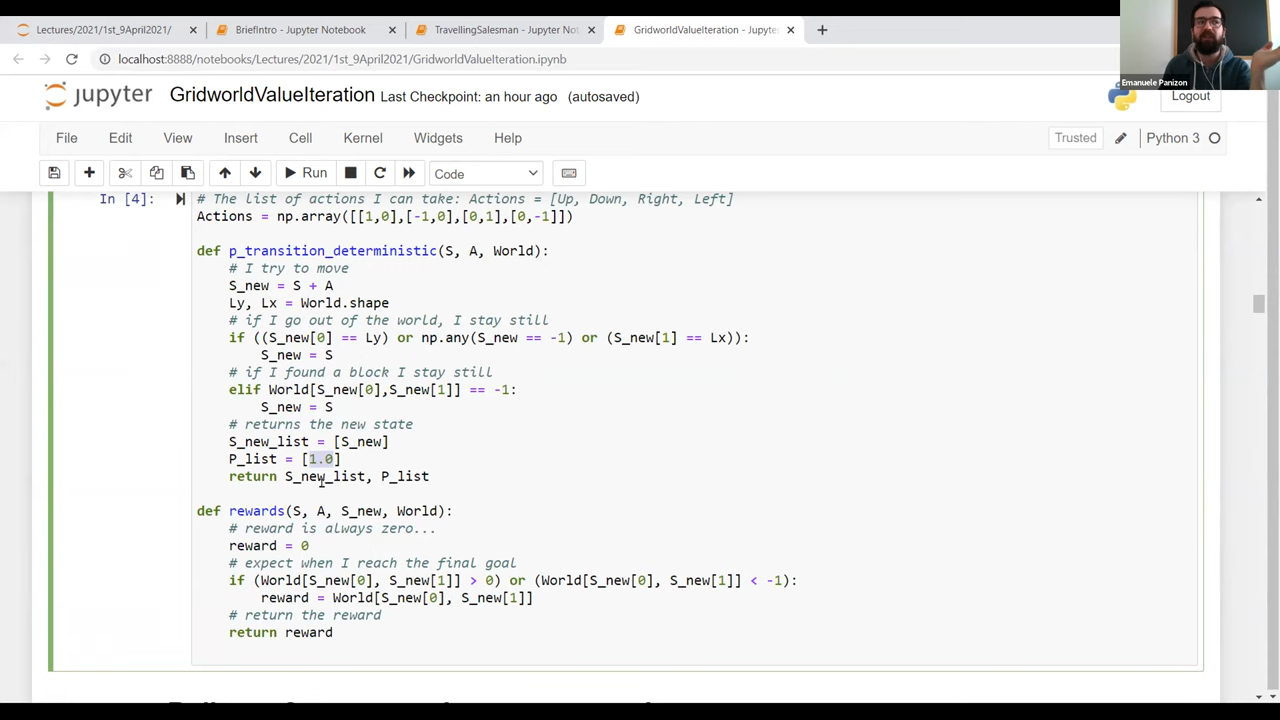 Lectures/2021/1st_9April2021/
BriefIntro - Jupyter Notebook
TravellingSalesman - Jupyter Not
GridworldValueIteration - Jupyte
localhost:8888/notebooks/Lectures/2021/1st_9April2021/GridworldValueIteration.ipynb
Emanuele Panizon
jupyter GridworldValueIteration Last Checkpoint: an hour ago (autosaved)
Logout
File Edit View Insert Cell Kernel Widgets Help
Trusted Python 3
Run Code
In [4]:
# The list of actions I can take: Actions = [Up, Down, Right, Left]
Actions = np.array([[1,0],[-1,0],[0,1],[0,-1]])
def p_transition_deterministic(S, A, World):
# I try to move
S_new = S + A
Ly, Lx = World.shape
# if I go out of the world, I stay still
if ((S_new[0] == Ly) or np.any(S_new == -1) or (S_new[1] == Lx)):
S_new = S
# if I found a block I stay still
elif World[S_new[0],S_new[1]] == -1:
S_new = S
# returns the new state
S_new_list = [S_new]
P_list = [1.0]
return S_new_list, P_list
def rewards(S, A, S_new, World):
# reward is always zero...
reward = 0
# expect when I reach the final goal
if (World[S_new[0], S_new[1]] > 0) or (World[S_new[0], S_new[1]] < -1):
reward = World[S_new[0], S_new[1]]
# return the reward
return reward